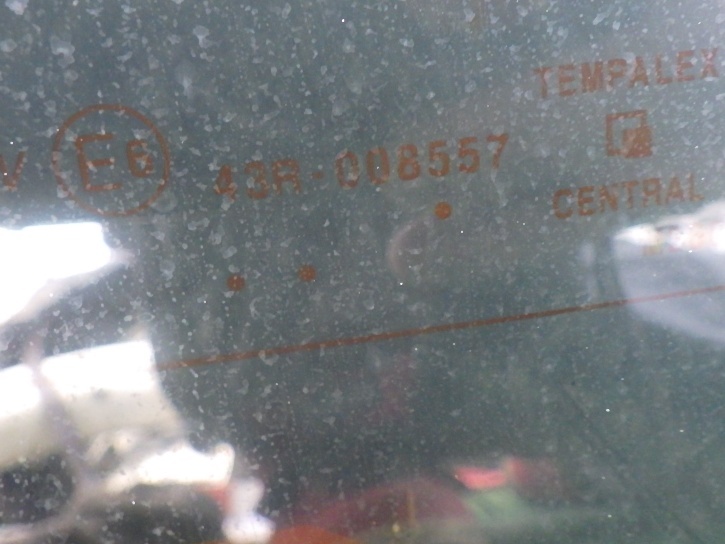 TEMPALEX
V E6 43R-008557
CENTRAL